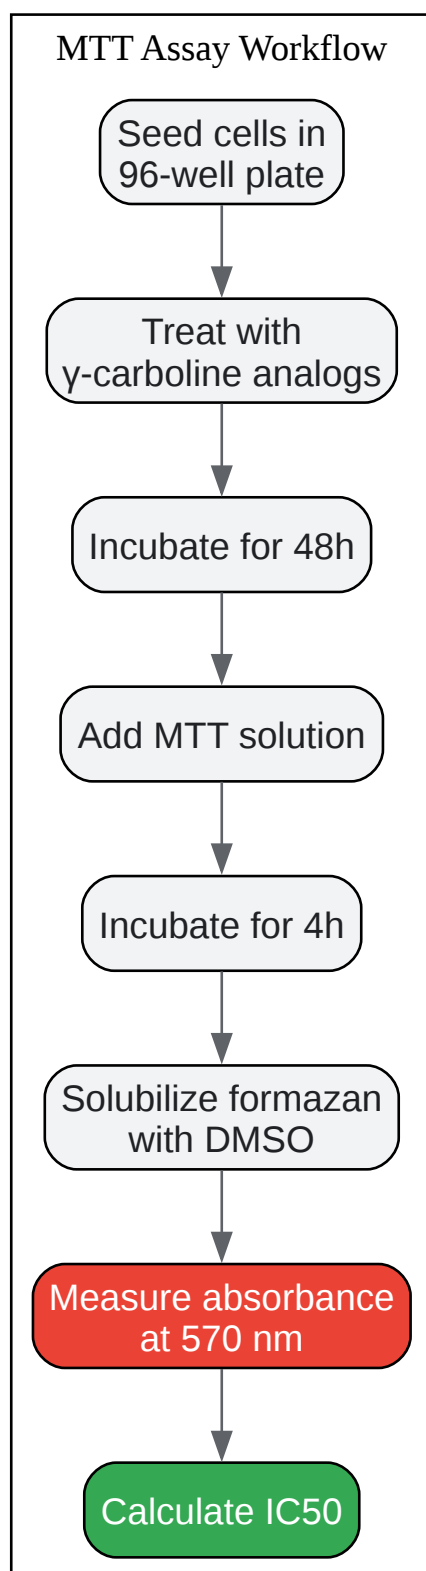 MTT Assay Workflow
Seed cells in
96-well plate
Treat with
γ-carboline analogs
Incubate for 48h
Add MTT solution
Incubate for 4h
Solubilize formazan
with DMSO
Measure absorbance
at 570 nm
Calculate IC50